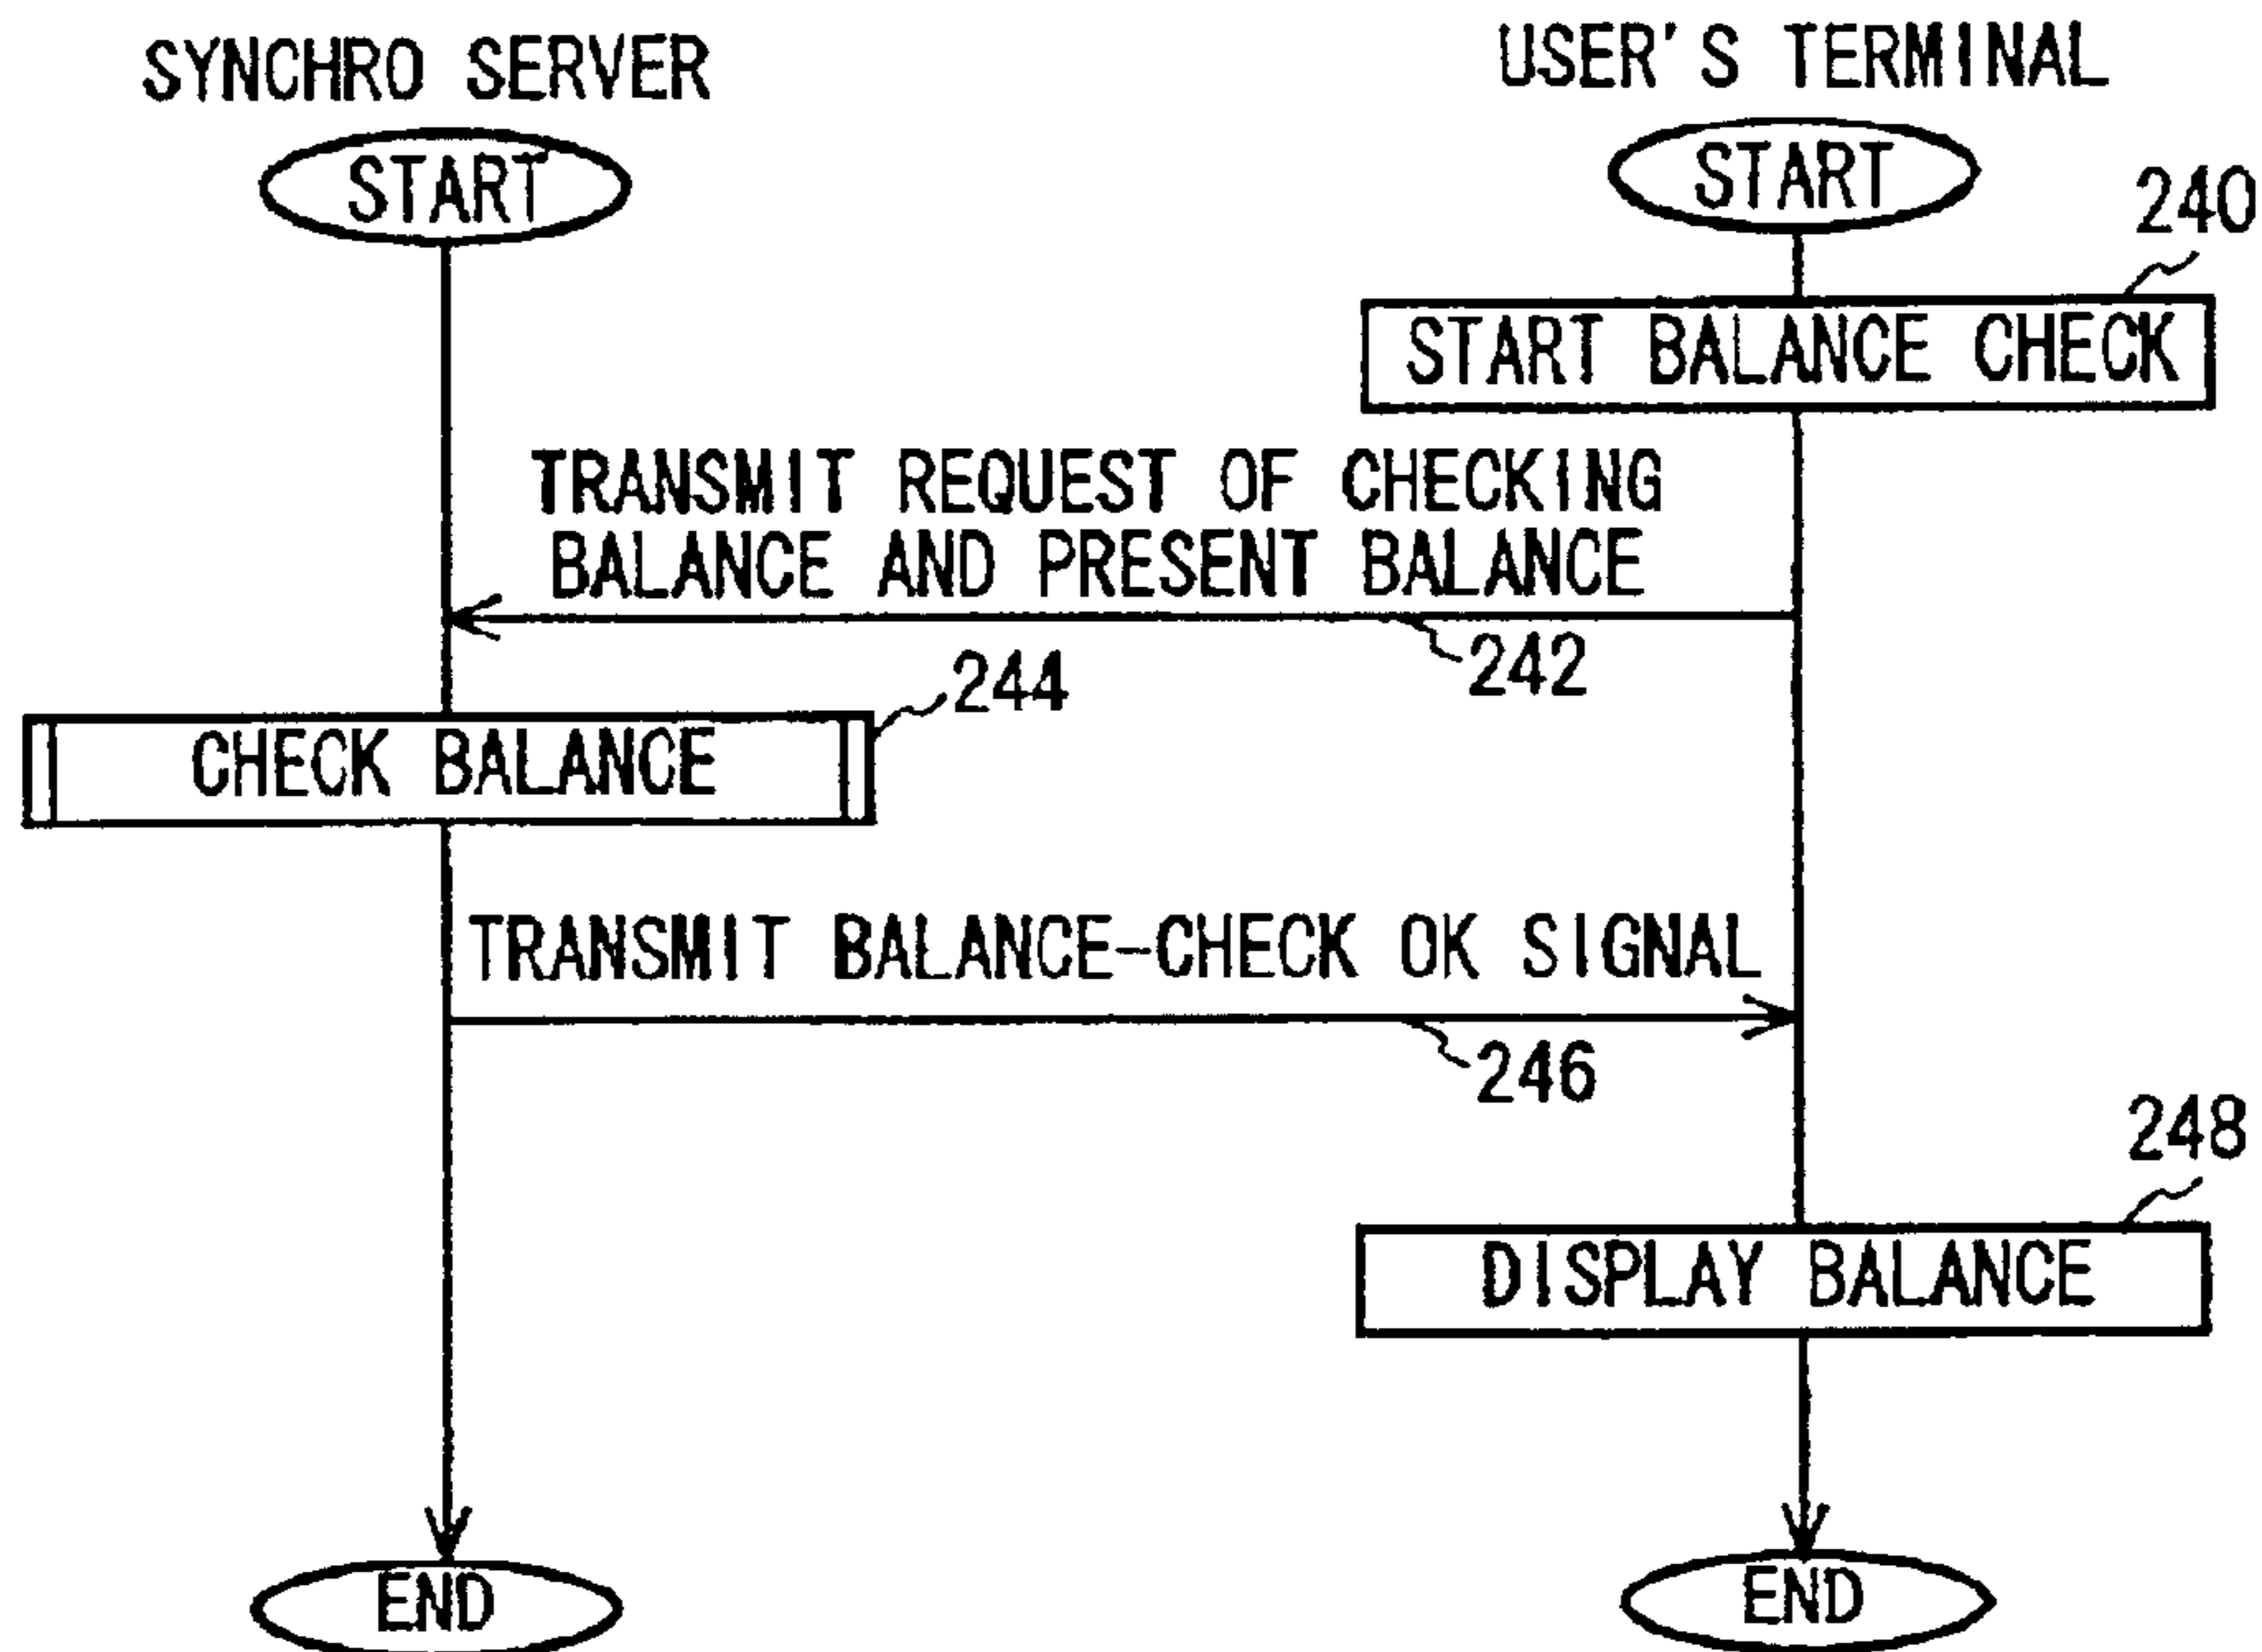 SYNCHRO SERVER
USER'S TERMINAL
START
START
240
START BALANCE CHECK
TRANSMIT REQUEST OF CHECKING
BALANCE AND PRESENT BALANCE
242
244
CHECK BALANCE
TRANSMIT BALANCE-CHECK OK SIGNAL
246
248
DISPLAY BALANCE
END
END